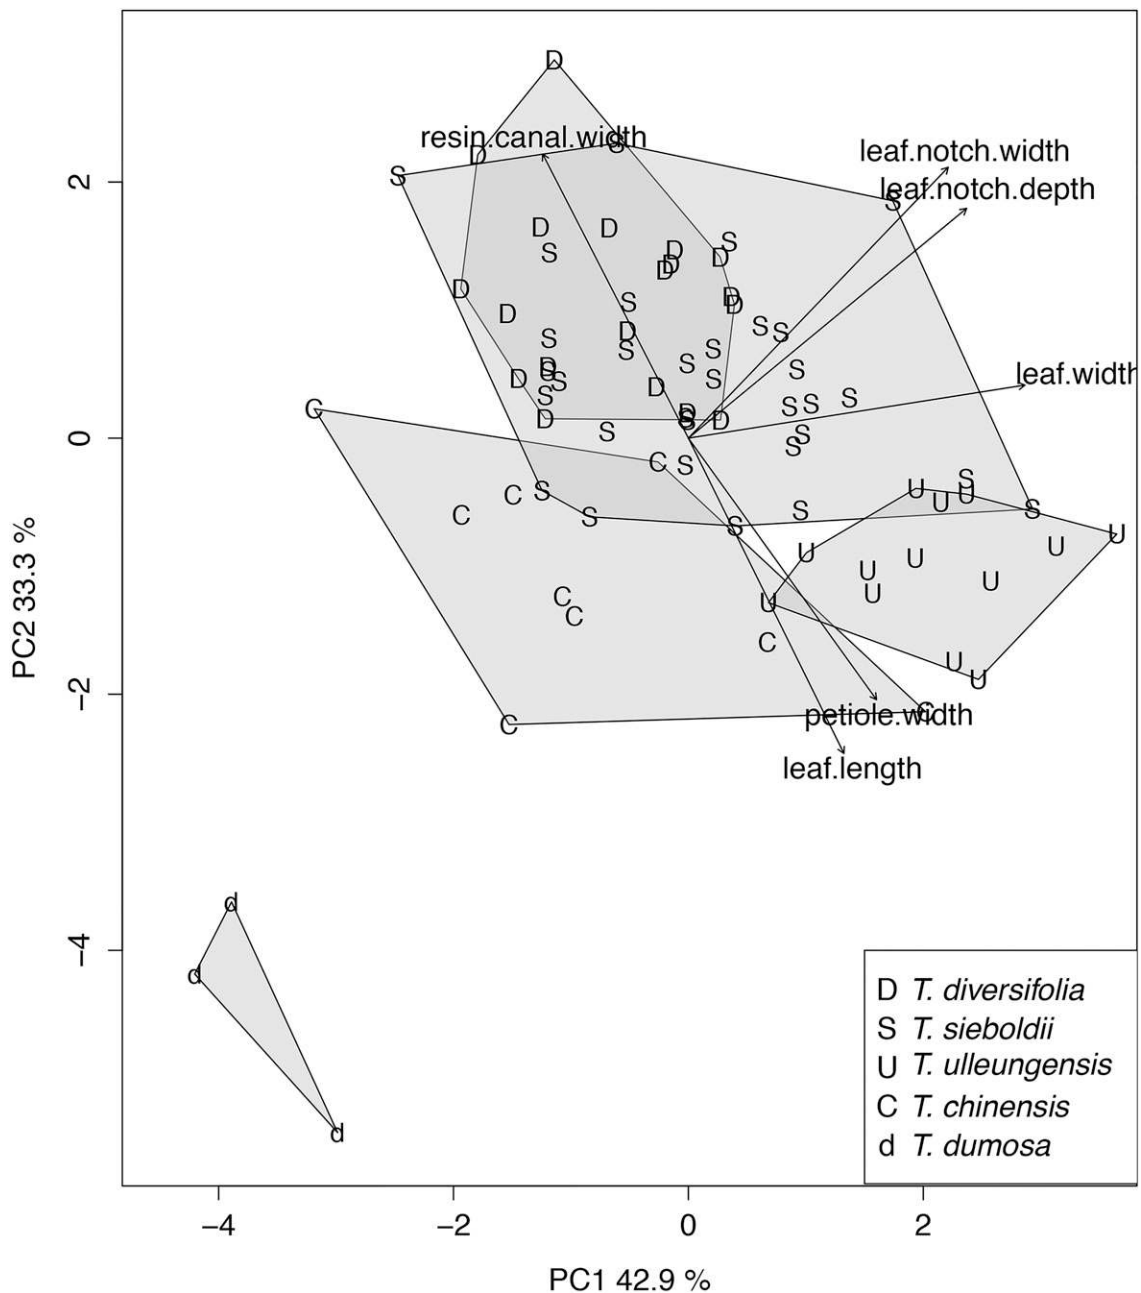 D
resin.canal.width
S
D
leaf.notch.width
2
S
leaf.notch.depth
S
D
D
S
D
S
S
D
D
D
D
D
S
D
D
D
S
S
S
D
S
S
S
S
leaf.width
D
S
D
S
S
D
S
S
S
S
C
D
D
S
D
0
S
S
S
C
S
S
C
S
U
U
U
S
C
S
S
S
U
S
U
U
U
U
U
C
U
U
C
C
U
U
−2
C
petiole.width
C
leaf.length
PC2 33.3 %
d
−4
d
d
D T. diversifolia
S T. sieboldii
U T. ulleungensis
C T. chinensis
d T. dumosa
−4 −2 0 2
PC1 42.9 %